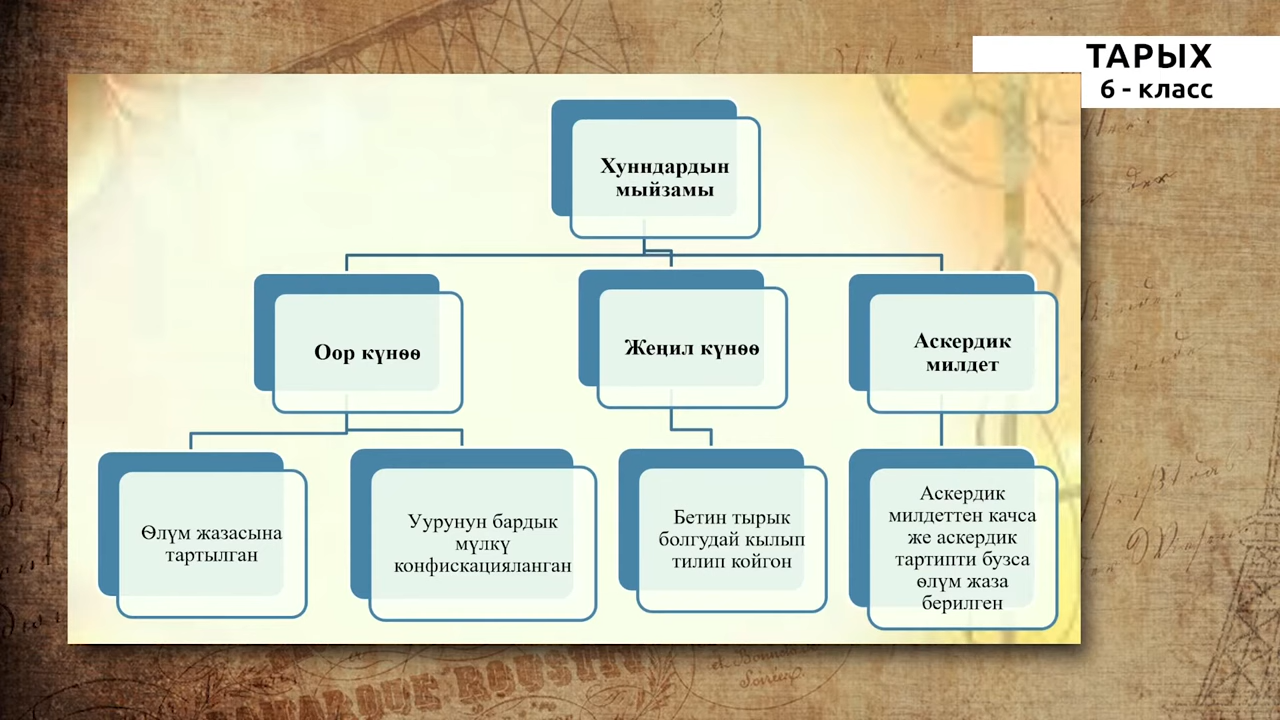 ТАРЫХ
6 - класс
Хунндардын
мыйзамы
Оор күнөө
Жеңил күнөө
Аскердик
милдет
Өлүм жазасына
тартылган
Уурунун бардык
мүлкү
конфискацияланган
Бетин тырык
болгудай кылып
тилип койгон
Аскердик
милдеттен качса
же аскердик
тартипти бузса
өлүм жаза
берилген